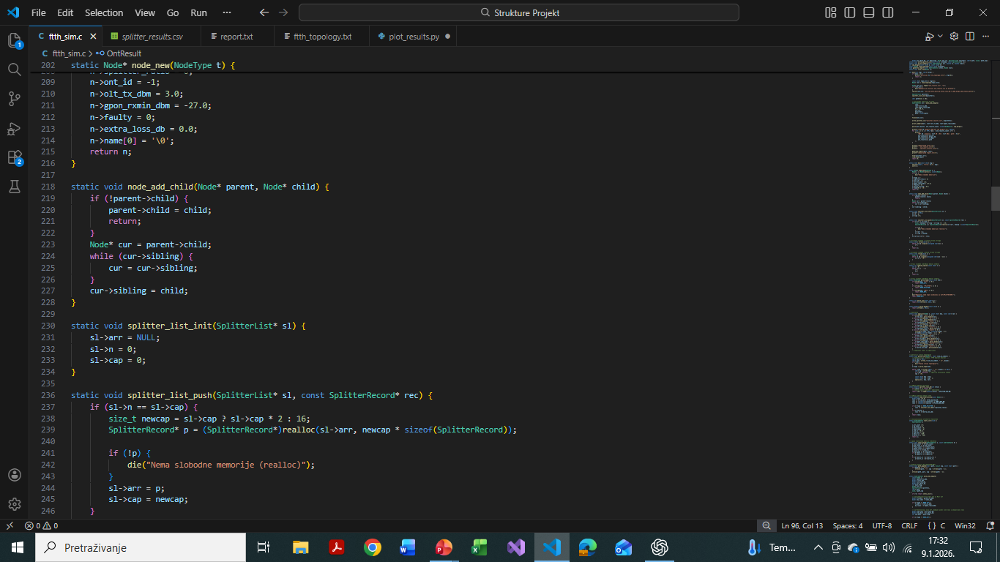 File Edit Selection View Go Run ··· Strukture Projekt
ftth_sim.c splitter_results.csv report.txt ftth_topology.txt plot_results.py
C ftth_sim.c > OntResult
202 static Node* node_new(NodeType t) {
209 n->ont_id = -1;
210 n->olt_tx_dbm = 3.0;
211 n->gpon_rxmin_dbm = -27.0;
212 n->faulty = 0;
213 n->extra_loss_db = 0.0;
214 n->name[0] = '\0';
215 return n;
216 }
217
218 static void node_add_child(Node* parent, Node* child) {
219 if (!parent->child) {
220 parent->child = child;
221 return;
222 }
223 Node* cur = parent->child;
224 while (cur->sibling) {
225 cur = cur->sibling;
226 }
227 cur->sibling = child;
228 }
229
230 static void splitter_list_init(SplitterList* sl) {
231 sl->arr = NULL;
232 sl->n = 0;
233 sl->cap = 0;
234 }
235
236 static void splitter_list_push(SplitterList* sl, const SplitterRecord* rec) {
237 if (sl->n == sl->cap) {
238 size_t newcap = sl->cap ? sl->cap * 2 : 16;
239 SplitterRecord* p = (SplitterRecord*)realloc(sl->arr, newcap * sizeof(SplitterRecord));
240
241 if (!p) {
242 die("Nema slobodne memorije (realloc)");
243 }
244 sl->arr = p;
245 sl->cap = newcap;
246 }
1
2
0 0 Ln 96, Col 13 Spaces: 4 UTF-8 CRLF { } C Win32
Pretraživanje Tem... 17:32
9.1.2026.